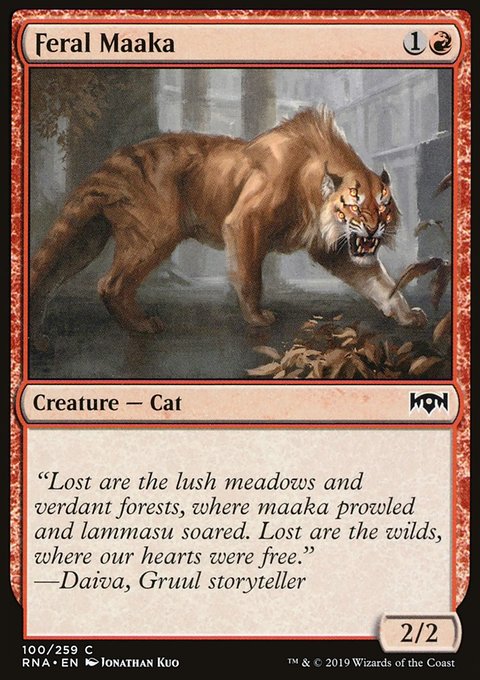 Feral Maaka 1
Creature — Cat
“Lost are the lush meadows and
verdant forests, where maaka prowled
and lammasu soared. Lost are the wilds,
where our hearts were free.”
—Daiva, Gruul storyteller
2/2
100/259 C
RNA • EN Jonathan Kuo
™ & © 2019 Wizards of the Coast